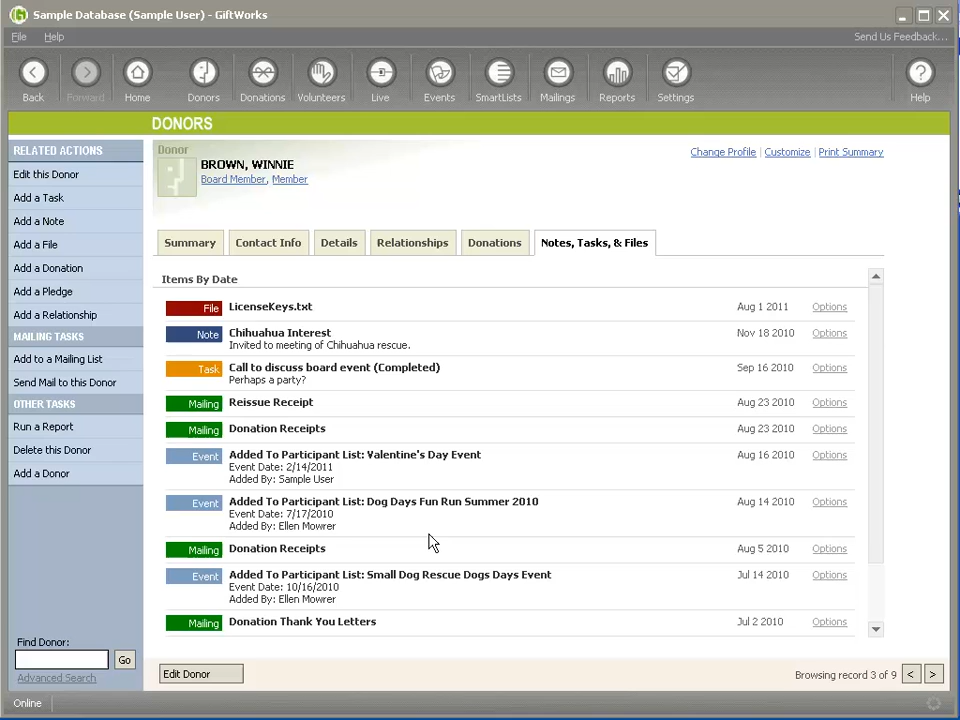 Sample Database (Sample User) - GiftWorks
File Help Send Us Feedback...
Back Forward Home Donors Donations Volunteers Live Events SmartLists Mailings Reports Settings Help
DONORS
RELATED ACTIONS
Edit this Donor
Add a Task
Add a Note
Add a File
Add a Donation
Add a Pledge
Add a Relationship
MAILING TASKS
Add to a Mailing List
Send Mail to this Donor
OTHER TASKS
Run a Report
Delete this Donor
Add a Donor
Find Donor:
Go
Advanced Search
Donor
BROWN, WINNIE
Board Member, Member
Change Profile | Customize | Print Summary
Summary Contact Info Details Relationships Donations Notes, Tasks, & Files
Items By Date
File LicenseKeys.txt Aug 1 2011 Options
Note Chihuahua Interest Nov 18 2010 Options
Invited to meeting of Chihuahua rescue.
Task Call to discuss board event (Completed) Sep 16 2010 Options
Perhaps a party?
Mailing Reissue Receipt Aug 23 2010 Options
Mailing Donation Receipts Aug 23 2010 Options
Event Added To Participant List: Valentine's Day Event Aug 16 2010 Options
Event Date: 2/14/2011
Added By: Sample User
Event Added To Participant List: Dog Days Fun Run Summer 2010 Aug 14 2010 Options
Event Date: 7/17/2010
Added By: Ellen Mowrer
Mailing Donation Receipts Aug 5 2010 Options
Event Added To Participant List: Small Dog Rescue Dogs Days Event Jul 14 2010 Options
Event Date: 10/16/2010
Added By: Ellen Mowrer
Mailing Donation Thank You Letters Jul 2 2010 Options
Edit Donor
Browsing record 3 of 9 < >
Online